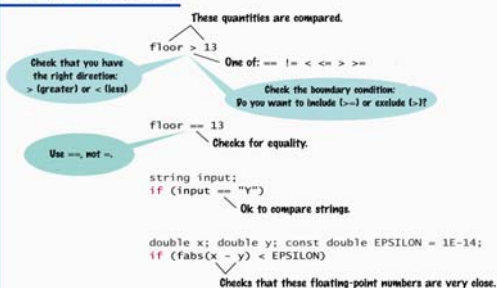 These quantities are compared.
floor > 13
One of: == != < <= > >=
Check that you have
the right direction:
> (greater) or < (less)
Check the boundary condition:
Do you want to include (>=) or exclude (>)?
floor == 13
Checks for equality.
Use ==, not =.
string input;
if (input == "Y")
Ok to compare strings.
double x; double y; const double EPSILON = 1E-14;
if (fabs(x - y) < EPSILON)
Checks that these floating-point numbers are very close.